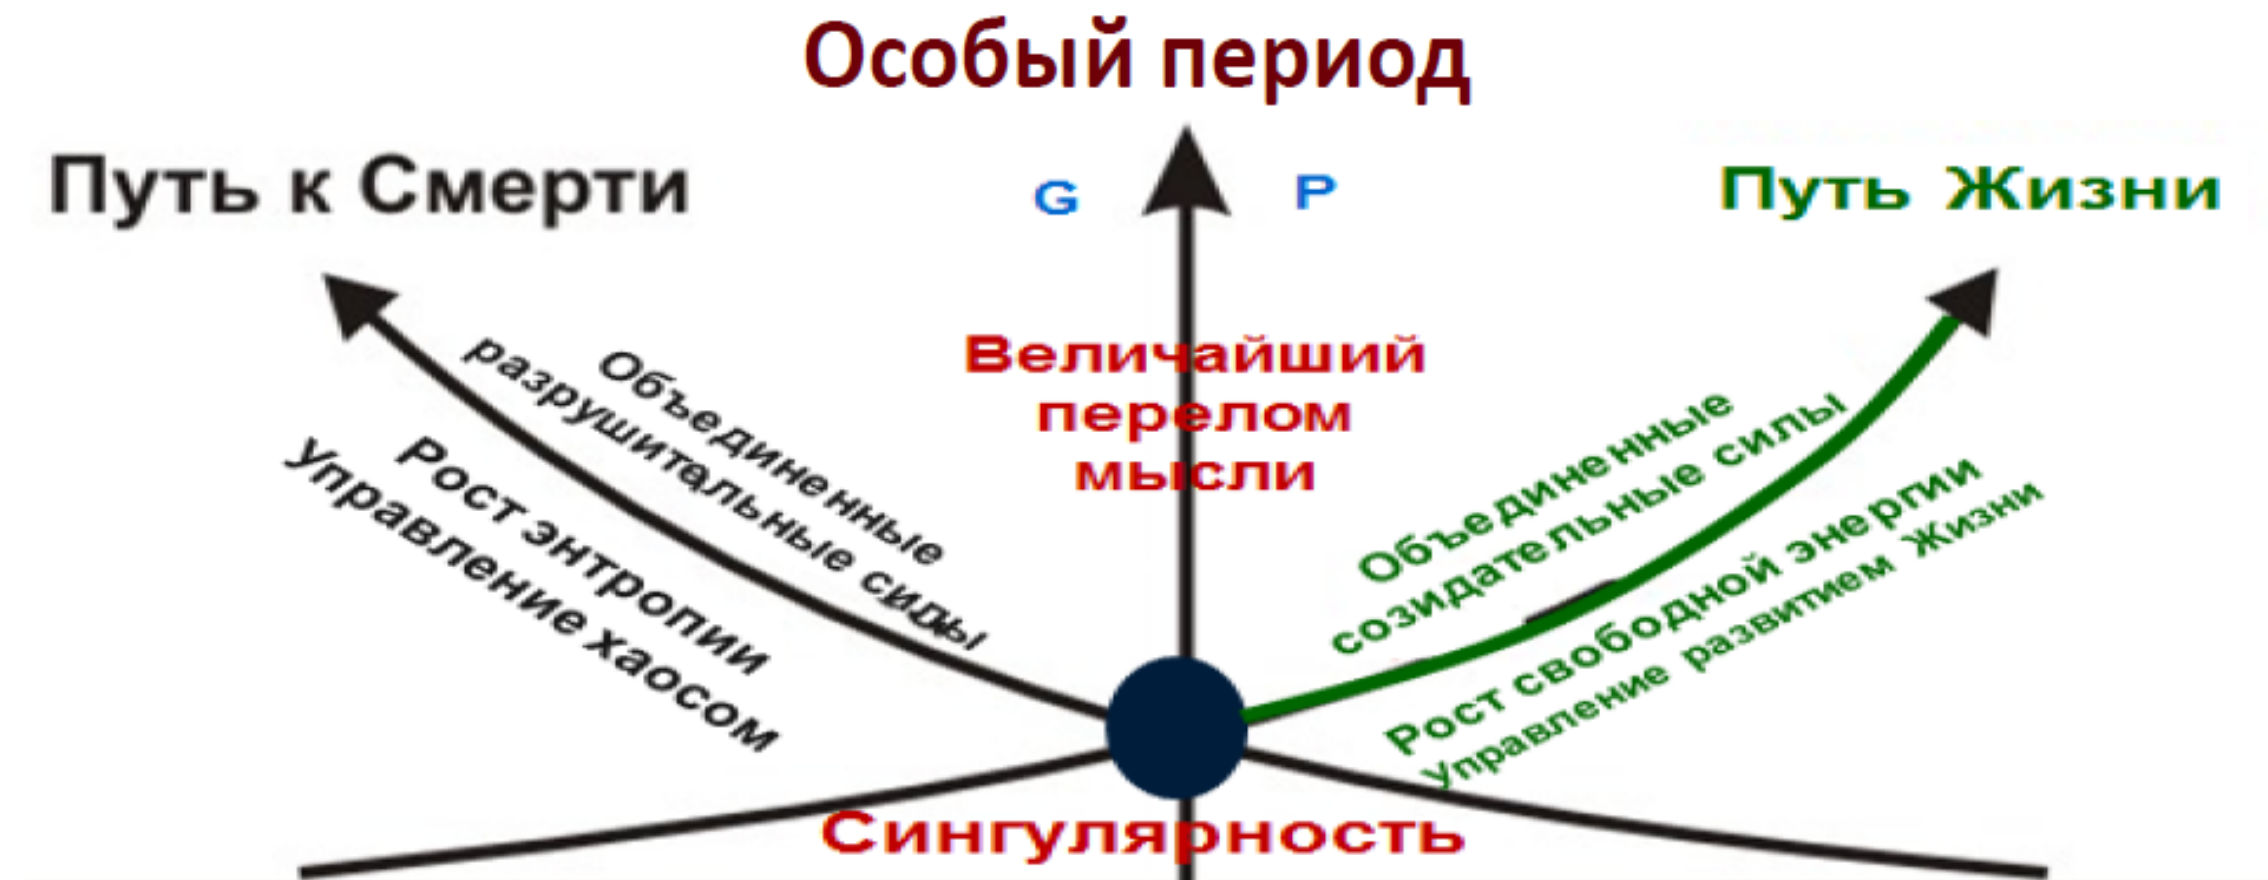 Особый период
Путь к Смерти
G
P
Путь Жизни
Объединенные
разрушительные силы
Рост энтропии
Управление хаосом
Величайший
перелом
мысли
Объединенные
созидательные силы
Рост свободной энергии
Управление развитием Жизни
Сингулярность